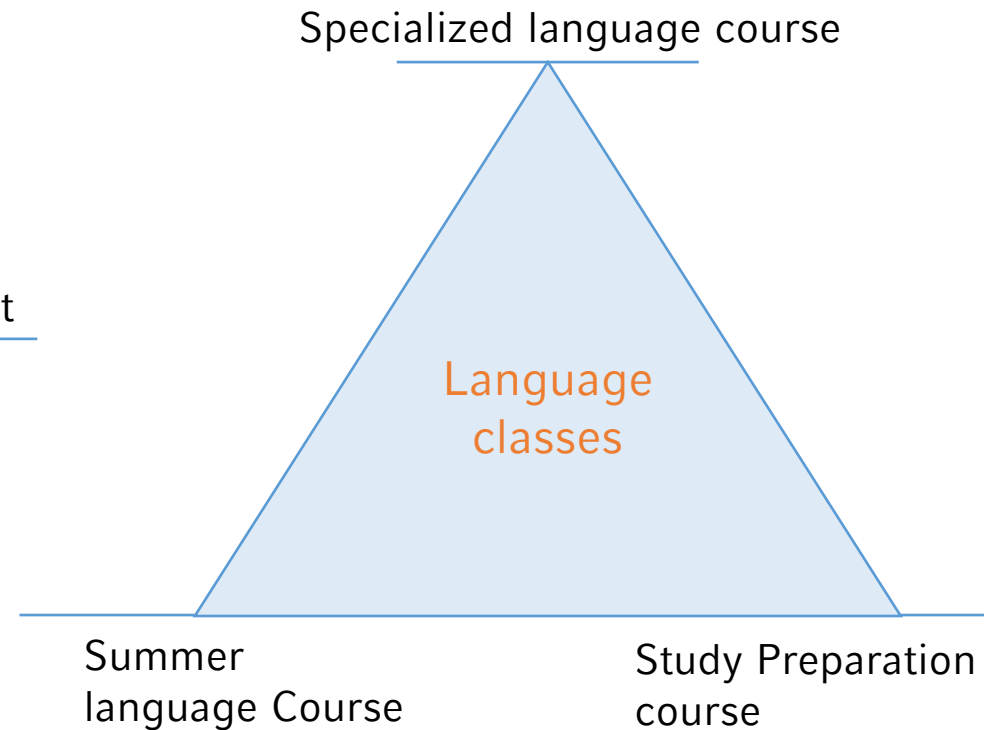 Specialized language course
t
Language
classes
Summer
language Course
Study Preparation
course